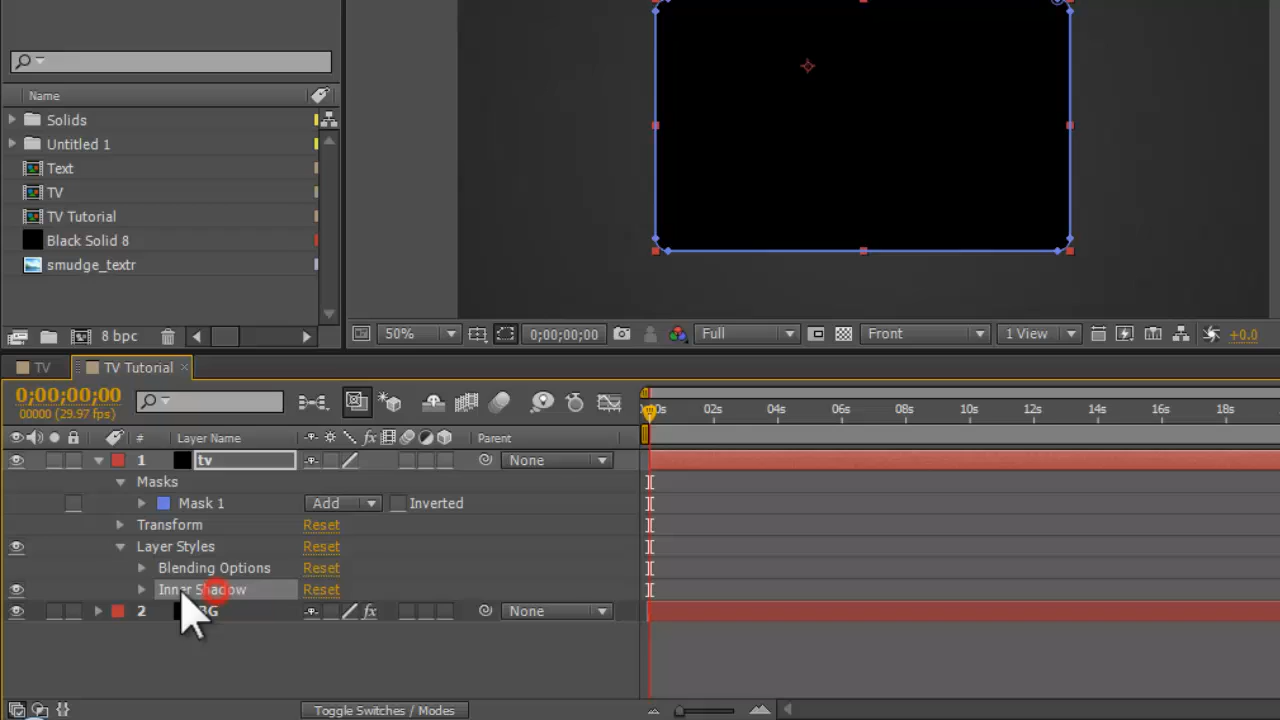 Name
Solids
Untitled 1
Text
TV
TV Tutorial
Black Solid 8
smudge_textr
8 bpc
50%
0;00;00;00
Full
Front
1 View
+0.0
TV
TV Tutorial
0;00;00;00
00000 (29.97 fps)
02s 04s 06s 08s 10s 12s 14s 16s 18s
# Layer Name Parent
1 tv None
Masks
Mask 1 Add Inverted
Transform Reset
Layer Styles Reset
Blending Options Reset
Inner Shadow Reset
2 BG None
Toggle Switches / Modes